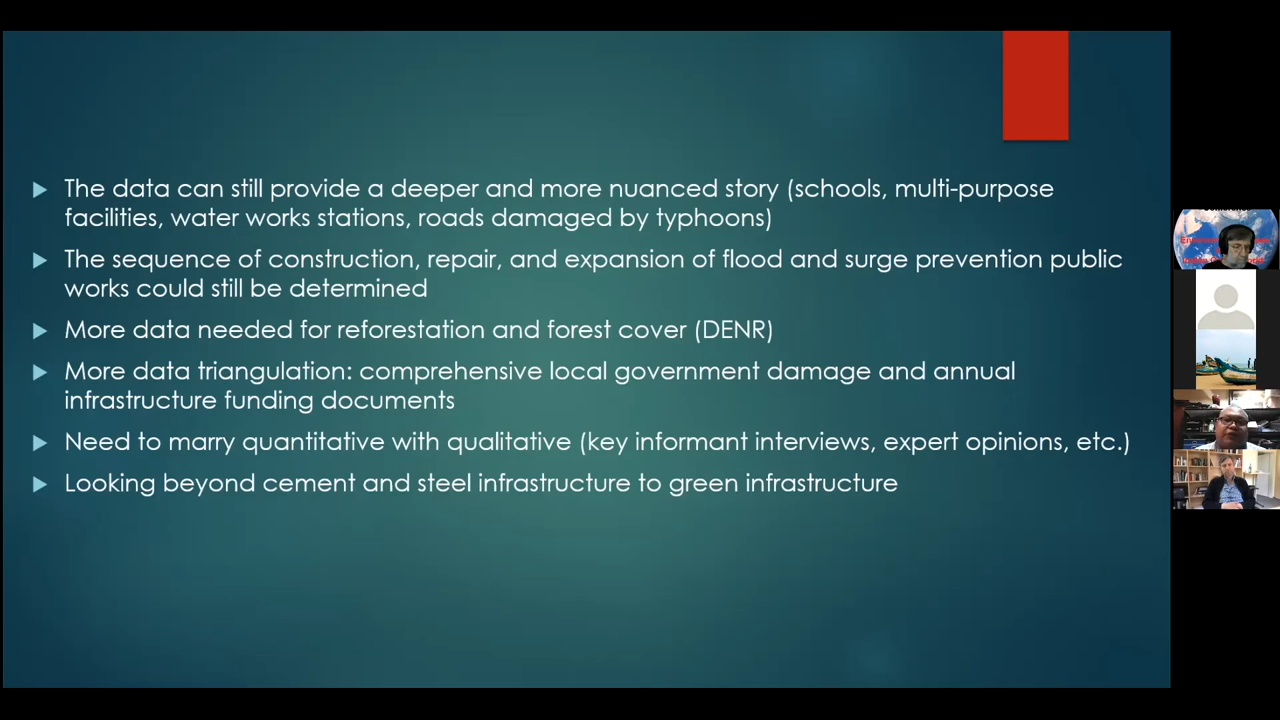 The data can still provide a deeper and more nuanced story (schools, multi-purpose
facilities, water works stations, roads damaged by typhoons)
The sequence of construction, repair, and expansion of flood and surge prevention public
works could still be determined
More data needed for reforestation and forest cover (DENR)
More data triangulation: comprehensive local government damage and annual
infrastructure funding documents
Need to marry quantitative with qualitative (key informant interviews, expert opinions, etc.)
Looking beyond cement and steel infrastructure to green infrastructure